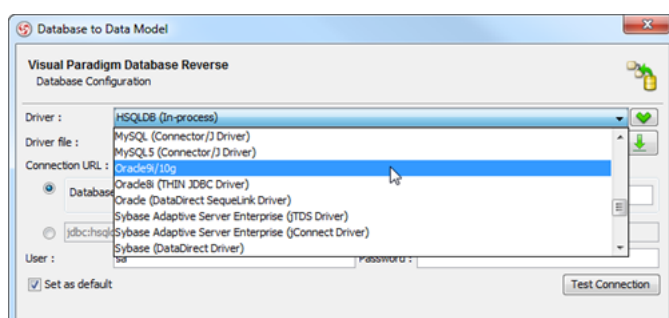 Database to Data Model
Visual Paradigm Database Reverse
Database Configuration
Driver :
HSQLDB (In-process)
MySQL (Connector/J Driver)
Driver file :
MySQL5 (Connector/J Driver)
Connection URL :
Oracle9i/10g
Oracle8i (THIN JDBC Driver)
Database
Oracle (DataDirect SequeLink Driver)
Sybase Adaptive Server Enterprise (jTDS Driver)
jdbc:hsqld
Sybase Adaptive Server Enterprise (jConnect Driver)
Sybase (DataDirect Driver)
User :
sa
Password :
Set as default
Test Connection